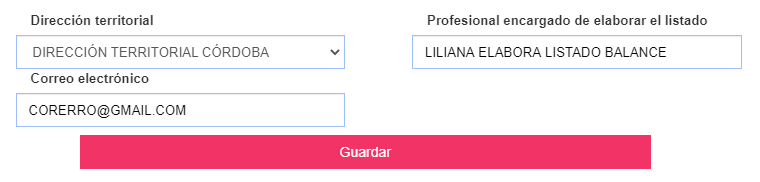 Dirección territorial
Profesional encargado de elaborar el listado
DIRECCIÓN TERRITORIAL CÓRDOBA
LILIANA ELABORA LISTADO BALANCE
Correo electrónico
CORERRO@GMAIL.COM
Guardar